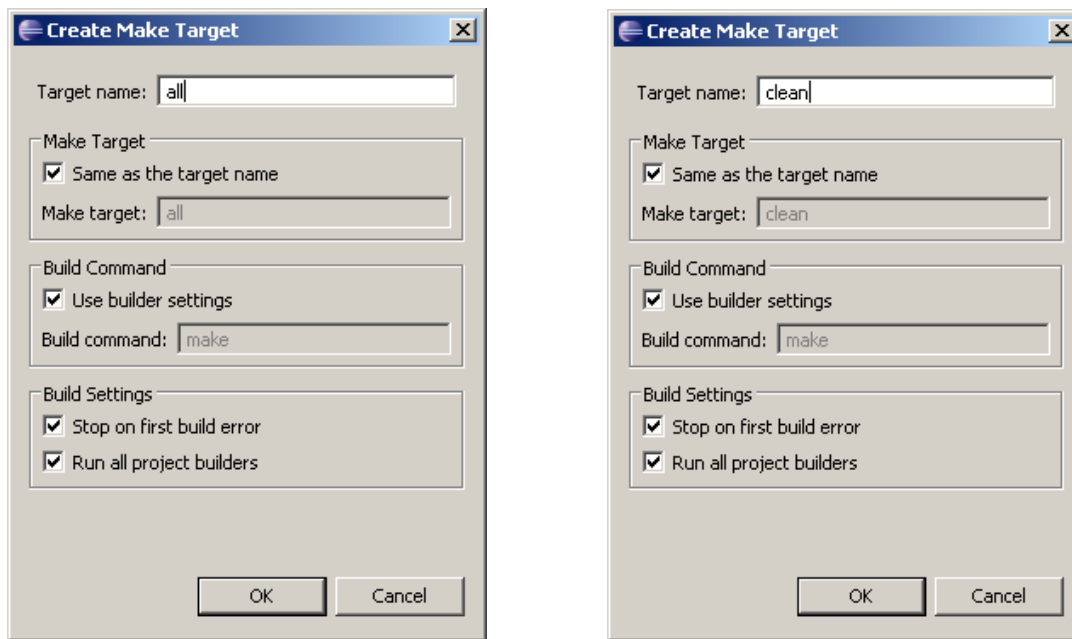 Create Make Target
Target name: all
Make Target
Same as the target name
Make target: all
Build Command
Use builder settings
Build command: make
Build Settings
Stop on first build error
Run all project builders
OK Cancel
Create Make Target
Target name: clean
Make Target
Same as the target name
Make target: clean
Build Command
Use builder settings
Build command: make
Build Settings
Stop on first build error
Run all project builders
OK Cancel